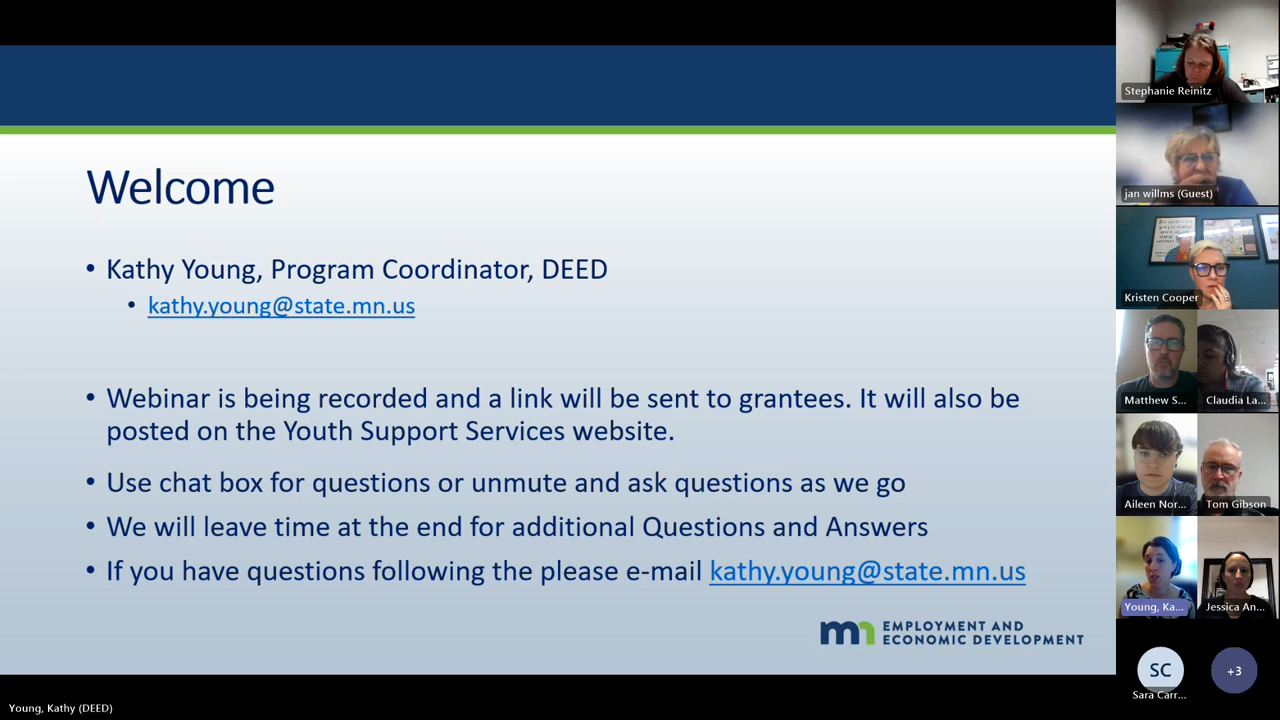 Welcome
• Kathy Young, Program Coordinator, DEED
• kathy.young@state.mn.us
• Webinar is being recorded and a link will be sent to grantees. It will also be
posted on the Youth Support Services website.
• Use chat box for questions or unmute and ask questions as we go
• We will leave time at the end for additional Questions and Answers
• If you have questions following the please e-mail kathy.young@state.mn.us
mn EMPLOYMENT AND
ECONOMIC DEVELOPMENT
Young, Kathy (DEED)
Stephanie Reinitz
jan willms (Guest)
Kristen Cooper
Matthew S...
Claudia La...
Aileen Nor...
Tom Gibson
Young, Ka...
Jessica An...
SC
+3
Sara Carr...